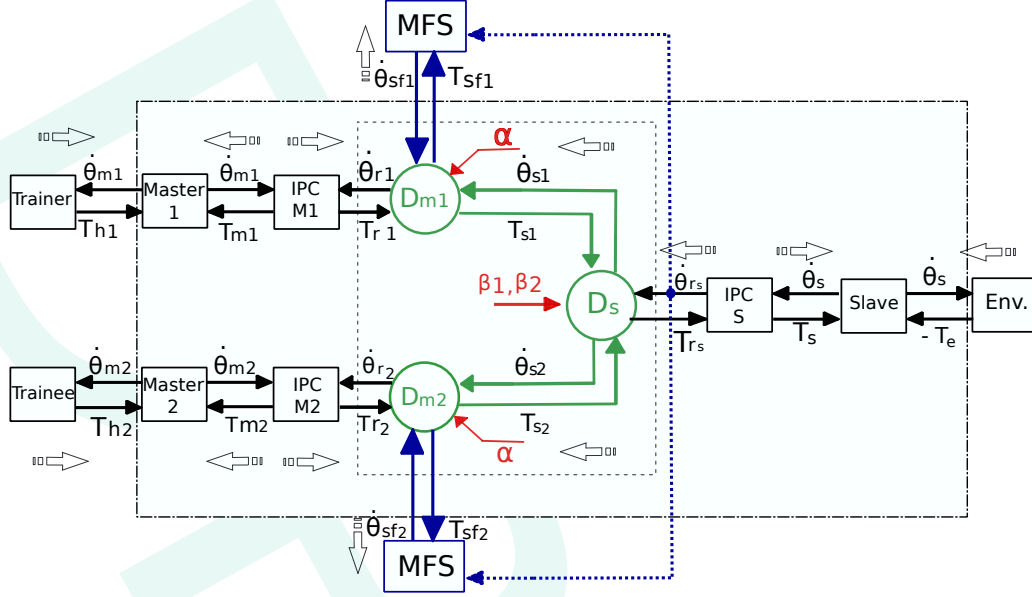 MFS
θ̇sf1
Tsf1
α
θ̇m1
θ̇m1
θ̇r1
θ̇s1
Trainer
Master
1
IPC
M1
Dm1
Th1
Tm1
Tr1
Ts1
β1,β2
Ds
θ̇rs
θ̇s
θ̇s
IPC
S
Slave
Env.
Trs
Ts
- Te
θ̇m2
θ̇m2
θ̇r2
θ̇s2
Trainee
Master
2
IPC
M2
Dm2
Th2
Tm2
Tr2
Ts2
α
θ̇sf2
Tsf2
MFS